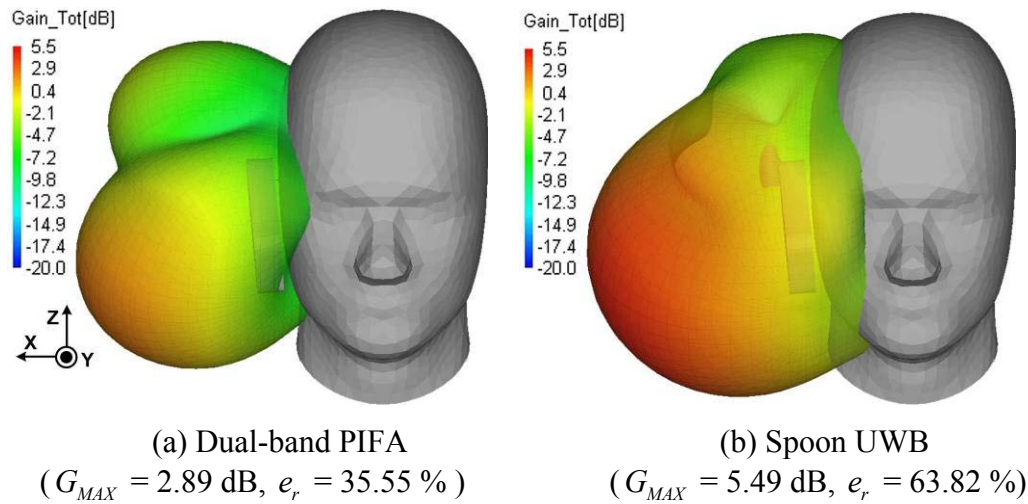 Gain_Tot[dB]
5.5
2.9
0.4
-2.1
-4.7
-7.2
-9.8
-12.3
-14.9
-17.4
-20.0
Z
X
Y
(a) Dual-band PIFA
( G_MAX = 2.89 dB, e_r = 35.55 % )
Gain_Tot[dB]
5.5
2.9
0.4
-2.1
-4.7
-7.2
-9.8
-12.3
-14.9
-17.4
-20.0
(b) Spoon UWB
( G_MAX = 5.49 dB, e_r = 63.82 %)